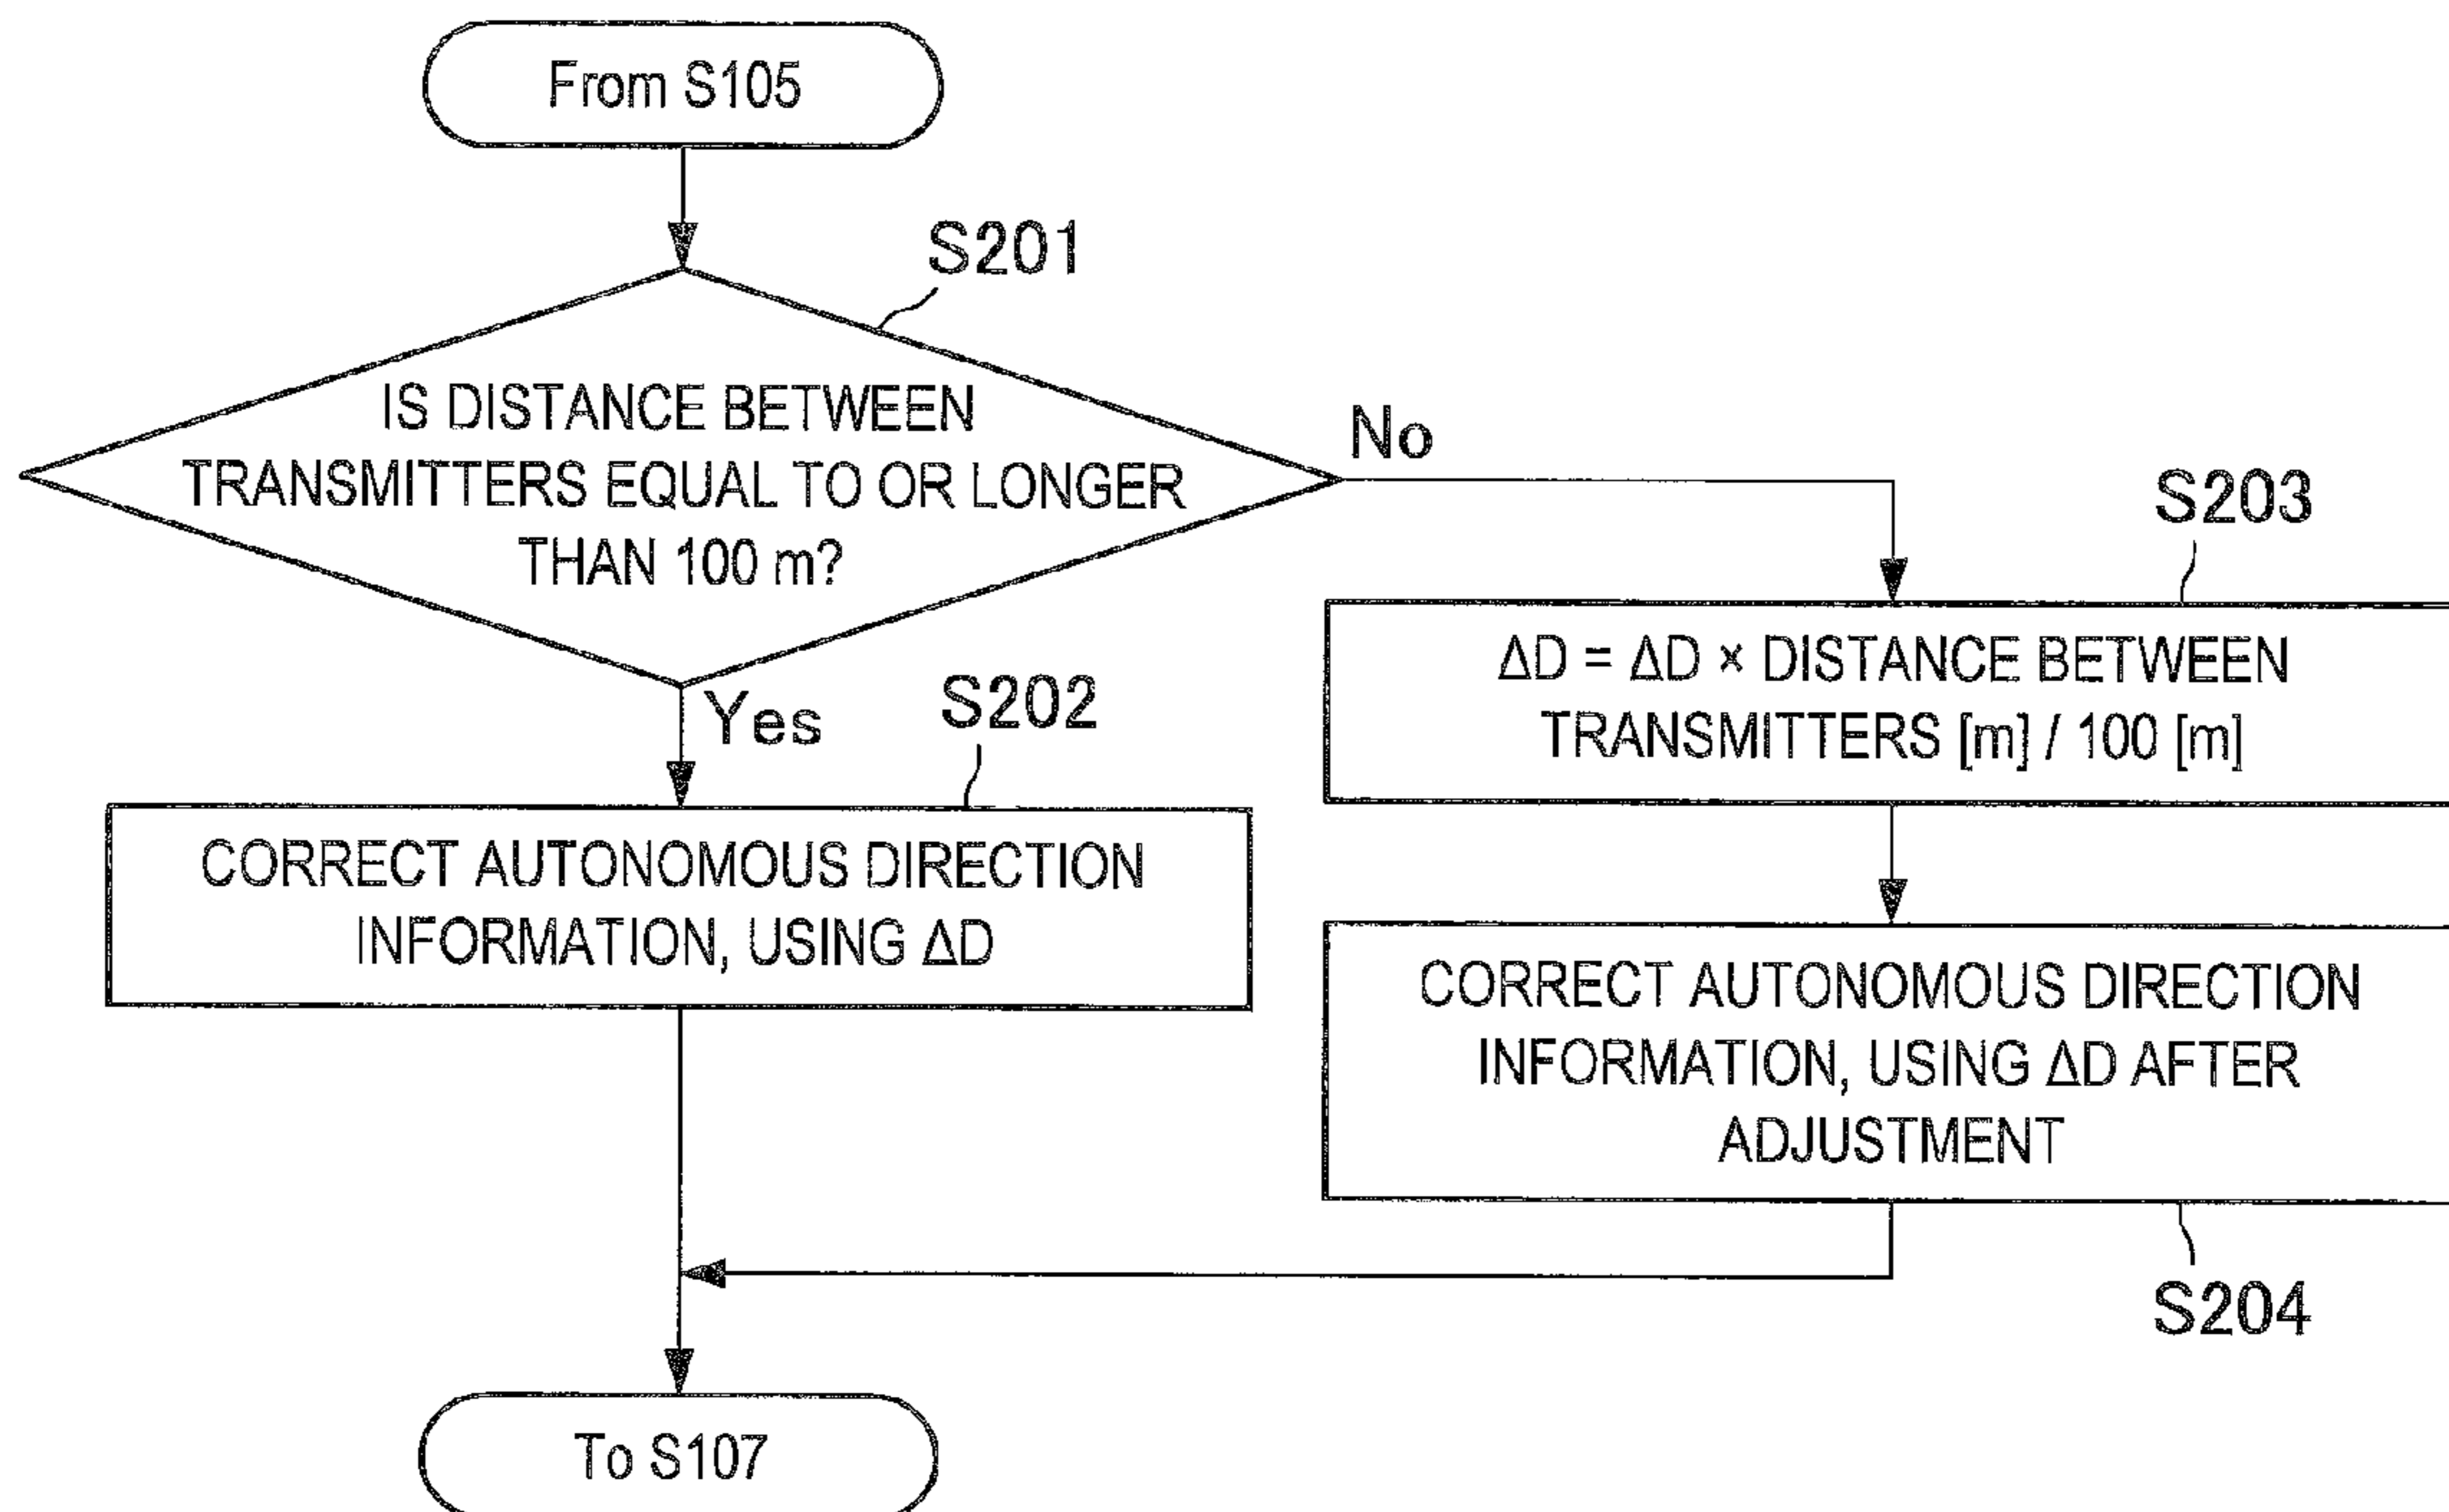 From S105
S201
IS DISTANCE BETWEEN
TRANSMITTERS EQUAL TO OR LONGER
THAN 100 m?
No
Yes
S202
CORRECT AUTONOMOUS DIRECTION
INFORMATION, USING ΔD
S203
ΔD = ΔD × DISTANCE BETWEEN
TRANSMITTERS [m] / 100 [m]
CORRECT AUTONOMOUS DIRECTION
INFORMATION, USING ΔD AFTER
ADJUSTMENT
S204
To S107